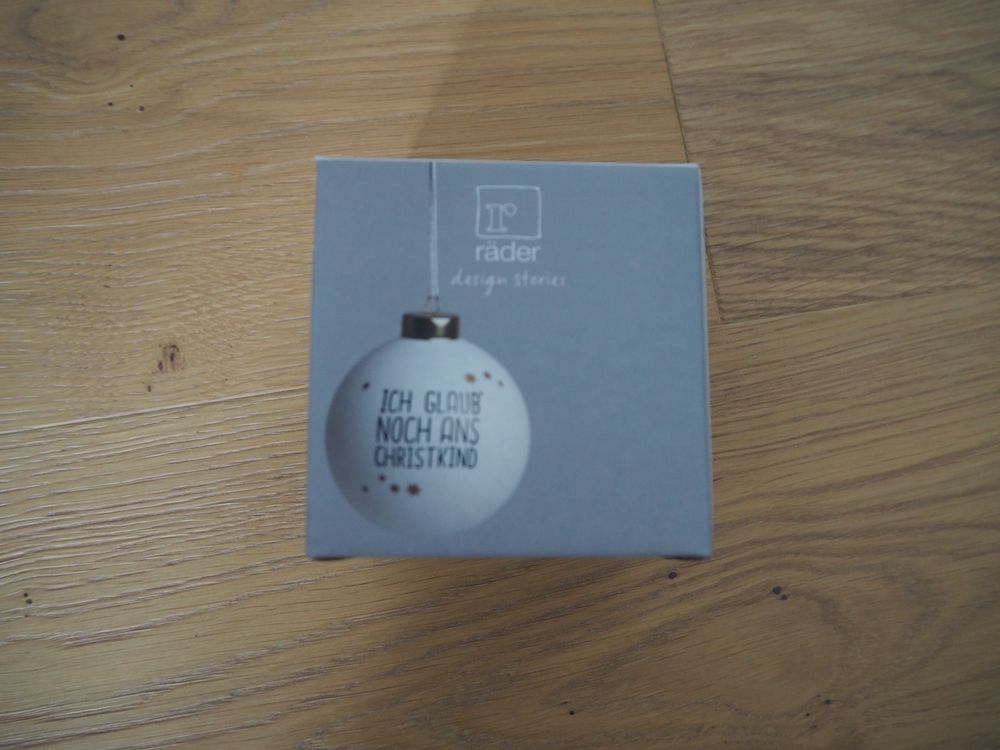 r
räder
design stories
ICH GLAUB'
NOCH ANS
CHRISTKIND